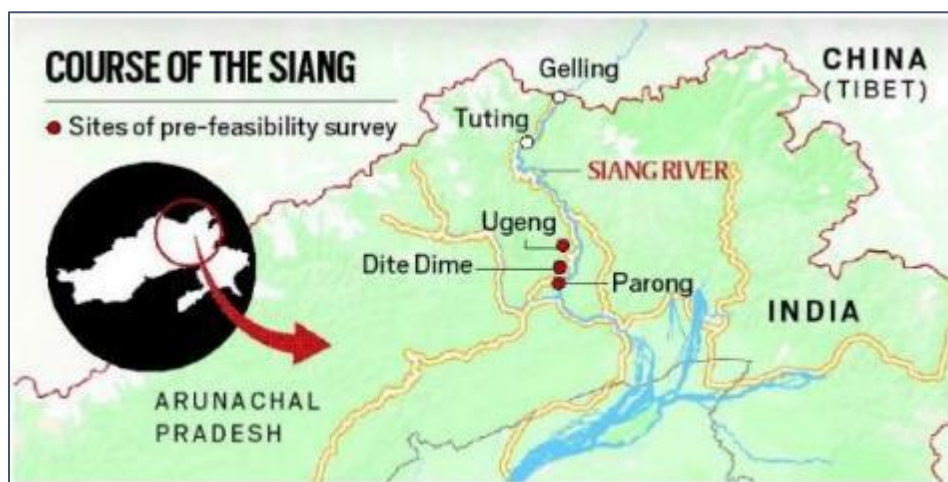 COURSE OF THE SIANG
● Sites of pre-feasibility survey
Gelling
CHINA
(TIBET)
Tuting
SIANG RIVER
Ugeng
Dite Dime
Parong
INDIA
ARUNACHAL
PRADESH